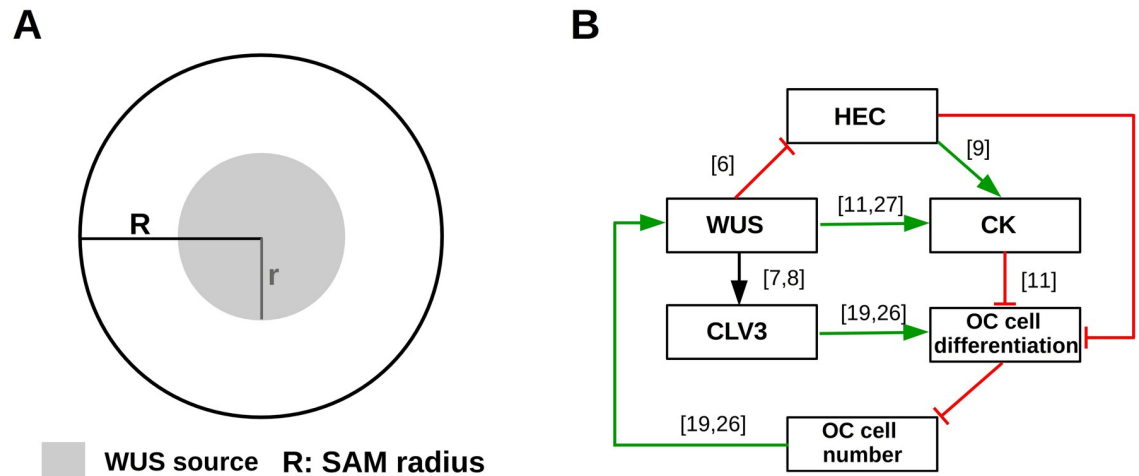 A
R
r
WUS source R: SAM radius
B
HEC
[6]
[9]
WUS
[11,27]
CK
[7,8]
[11]
CLV3
[19,26]
OC cell
differentiation
[19,26]
OC cell
number